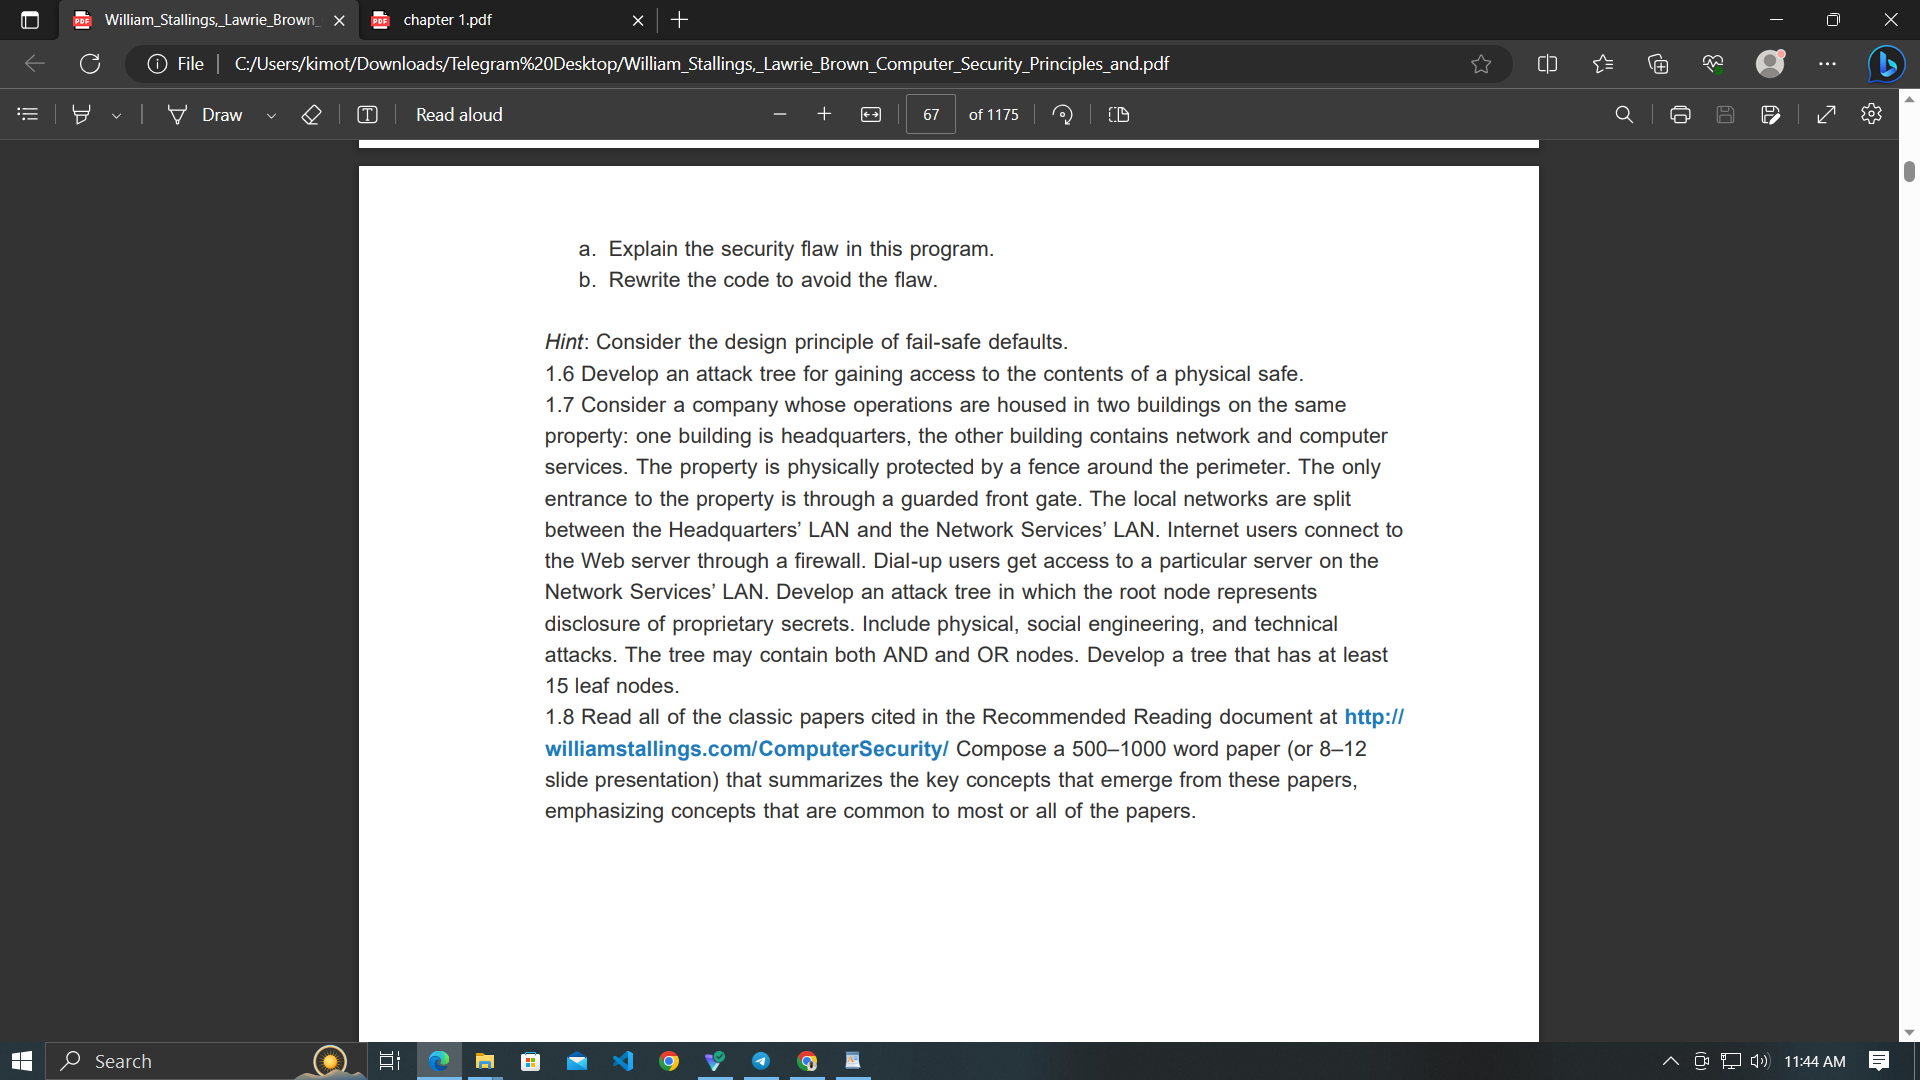 William_Stallings,_Lawrie_Brown_
chapter 1.pdf
File
C:/Users/kimot/Downloads/Telegram%20Desktop/William_Stallings,_Lawrie_Brown_Computer_Security_Principles_and.pdf
Draw
Read aloud
67
of 1175
a. Explain the security flaw in this program.
b. Rewrite the code to avoid the flaw.
Hint: Consider the design principle of fail-safe defaults.
1.6 Develop an attack tree for gaining access to the contents of a physical safe.
1.7 Consider a company whose operations are housed in two buildings on the same
property: one building is headquarters, the other building contains network and computer
services. The property is physically protected by a fence around the perimeter. The only
entrance to the property is through a guarded front gate. The local networks are split
between the Headquarters’ LAN and the Network Services’ LAN. Internet users connect to
the Web server through a firewall. Dial-up users get access to a particular server on the
Network Services’ LAN. Develop an attack tree in which the root node represents
disclosure of proprietary secrets. Include physical, social engineering, and technical
attacks. The tree may contain both AND and OR nodes. Develop a tree that has at least
15 leaf nodes.
1.8 Read all of the classic papers cited in the Recommended Reading document at http://
williamstallings.com/ComputerSecurity/ Compose a 500–1000 word paper (or 8–12
slide presentation) that summarizes the key concepts that emerge from these papers,
emphasizing concepts that are common to most or all of the papers.
Search
11:44 AM